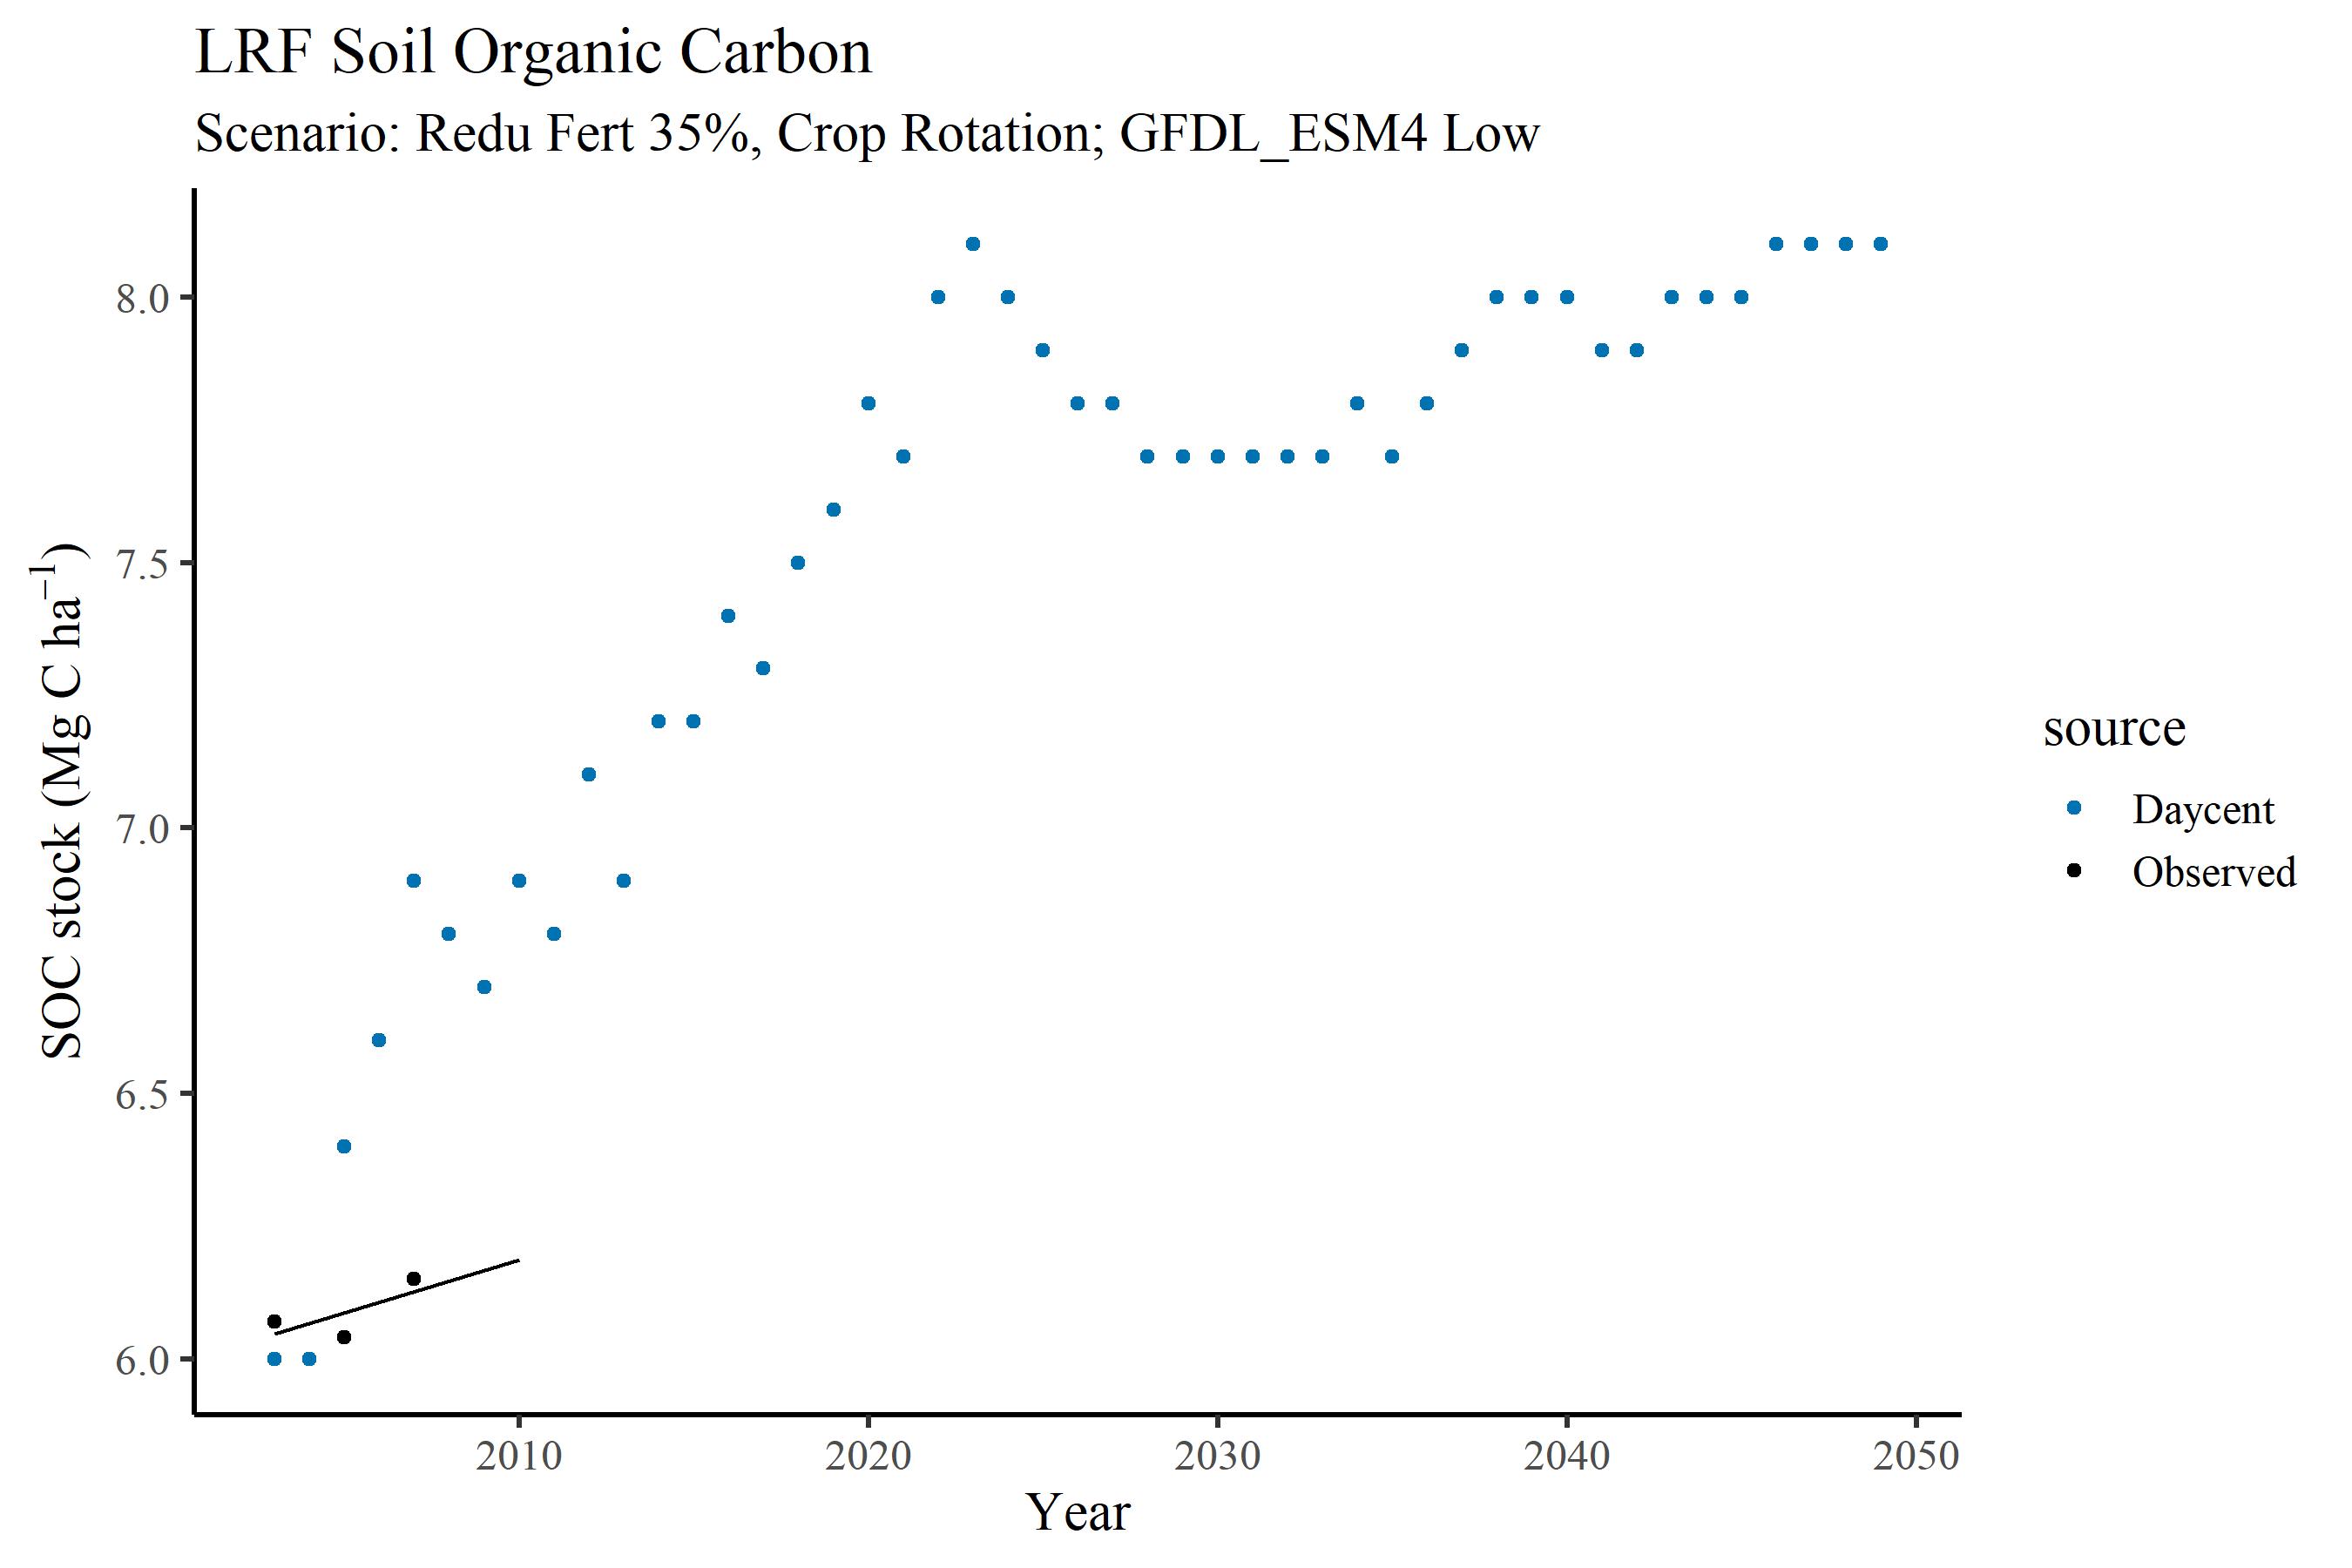 LRF Soil Organic Carbon
Scenario: Redu Fert 35%, Crop Rotation; GFDL_ESM4 Low
SOC stock (Mg C ha⁻¹)
8.0
7.5
7.0
6.5
6.0
2010 2020 2030 2040 2050
Year
source
Daycent
Observed